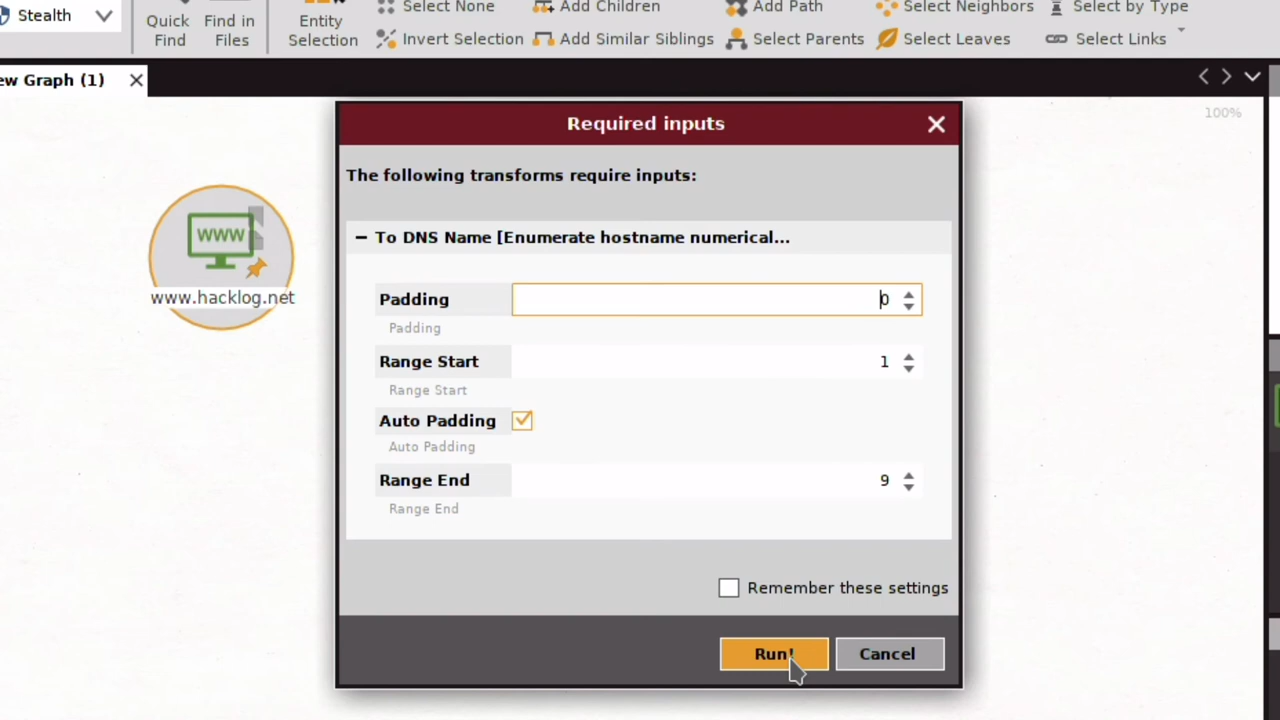 Stealth
Quick Find
Find in Files
Entity Selection
Select None
Add Children
Add Path
Select Neighbors
Select by Type
Invert Selection
Add Similar Siblings
Select Parents
Select Leaves
Select Links
ew Graph (1)
100%
www
www.hacklog.net
Required inputs
The following transforms require inputs:
To DNS Name [Enumerate hostname numerical...
Padding 0
Padding
Range Start 1
Range Start
Auto Padding
Auto Padding
Range End 9
Range End
Remember these settings
Run!
Cancel